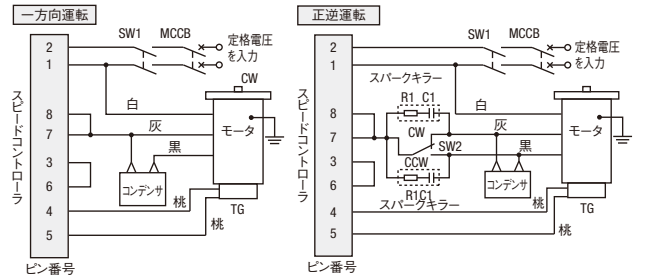 一方向運転
SW1 MCCB
定格電圧
を入力
2
1
CW
白
8
7
灰
モータ
黒
3
6
コンデンサ
4
桃
TG
5
桃
スピードコントローラ
ピン番号
正逆運転
SW1 MCCB
定格電圧
を入力
2
1
スパークキラー
R1 C1
白
8
7
CW
灰
モータ
SW2
黒
3
CCW
6
コンデンサ
R1C1
スパークキラー
4
桃
TG
5
桃
スピードコントローラ
ピン番号